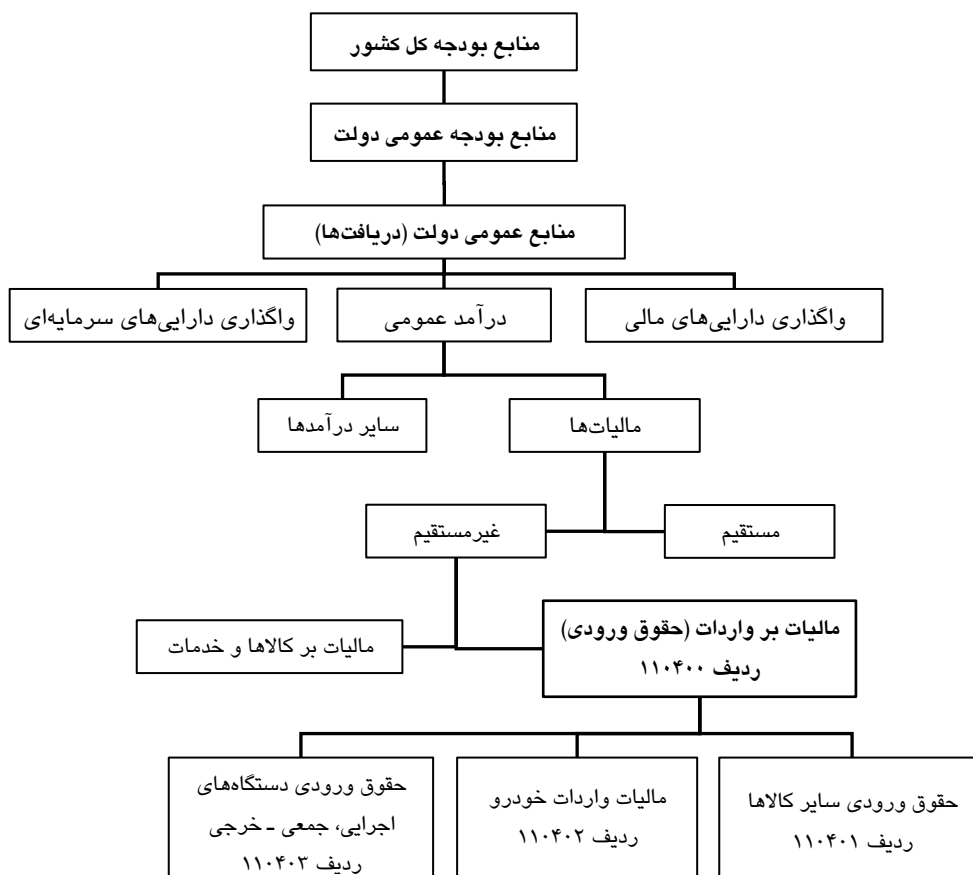 منابع بودجه کل کشور
منابع بودجه عمومی دولت
منابع عمومی دولت (دریافت‌ها)
واگذاری دارایی‌های مالی
درآمد عمومی
واگذاری دارایی‌های سرمایه‌ای
مالیات‌ها
سایر درآمدها
مستقیم
غیرمستقیم
مالیات بر واردات (حقوق ورودی)
ردیف ۱۱۰۴۰۰
مالیات بر کالاها و خدمات
حقوق ورودی سایر کالاها
ردیف ۱۱۰۴۰۱
مالیات واردات خودرو
ردیف ۱۱۰۴۰۲
حقوق ورودی دستگاه‌های
اجرایی، جمعی ـ خرجی
ردیف ۱۱۰۴۰۳